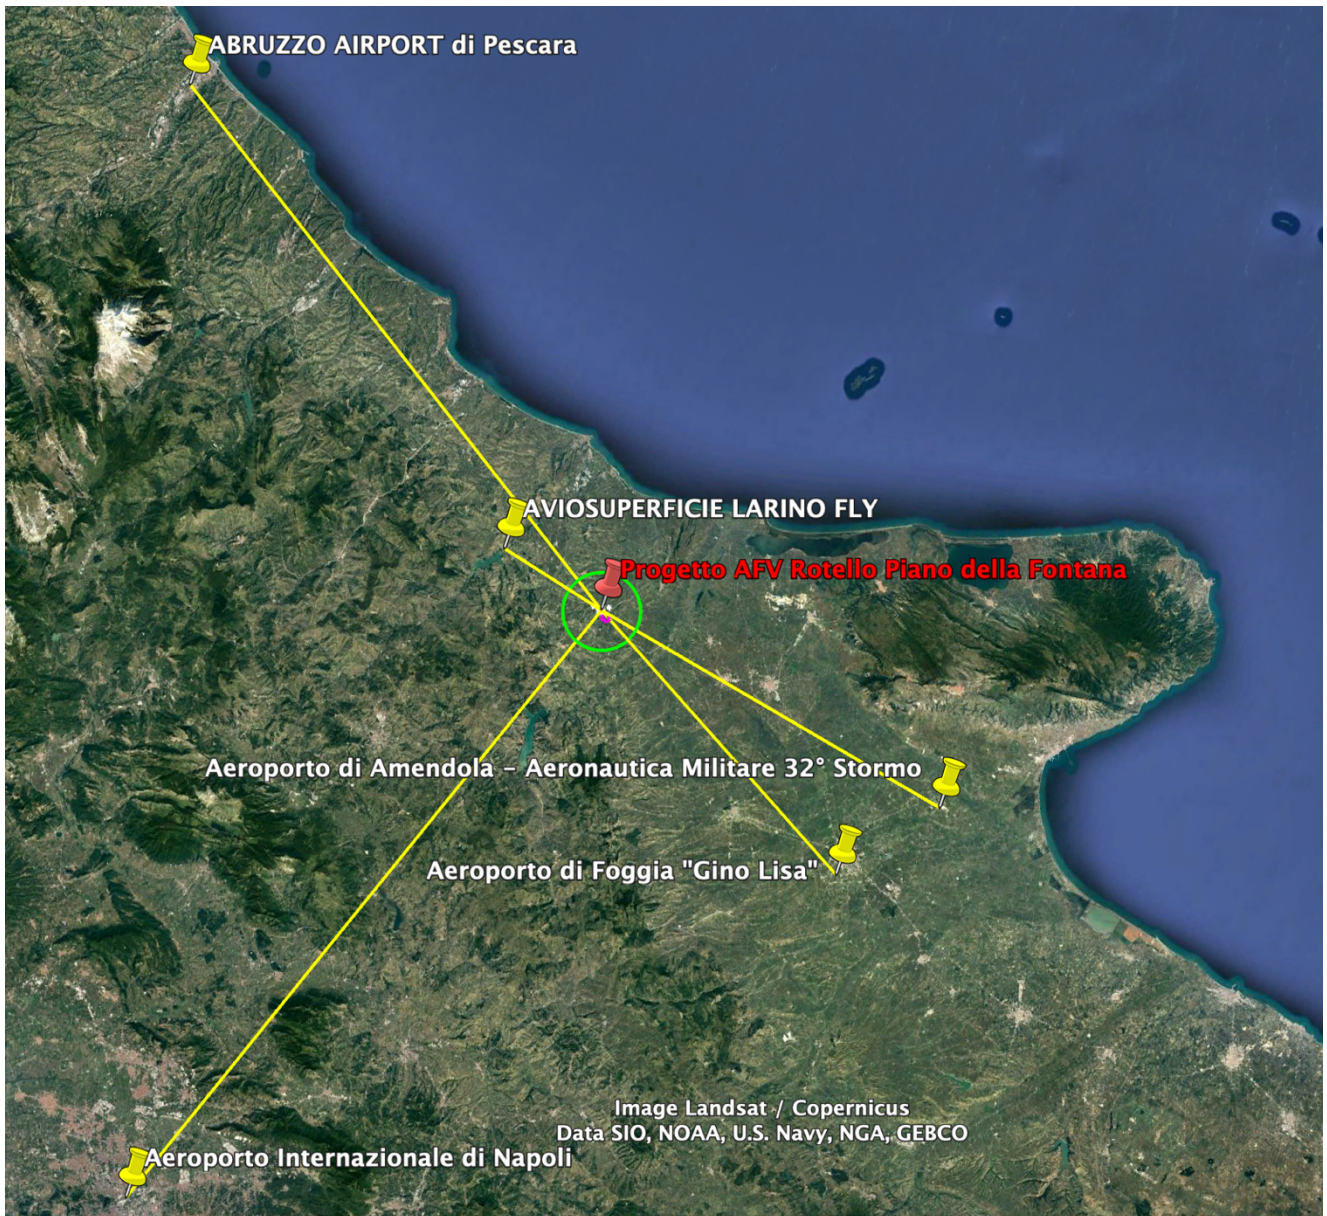 ABRUZZO AIRPORT di Pescara
AVIOSUPERFICIE LARINO FLY
Progetto AFV Rotello Piano della Fontana
Aeroporto di Amendola - Aeronautica Militare 32° Stormo
Aeroporto di Foggia "Gino Lisa"
Image Landsat / Copernicus
Data SIO, NOAA, U.S. Navy, NGA, GEBCO
Aeroporto Internazionale di Napoli